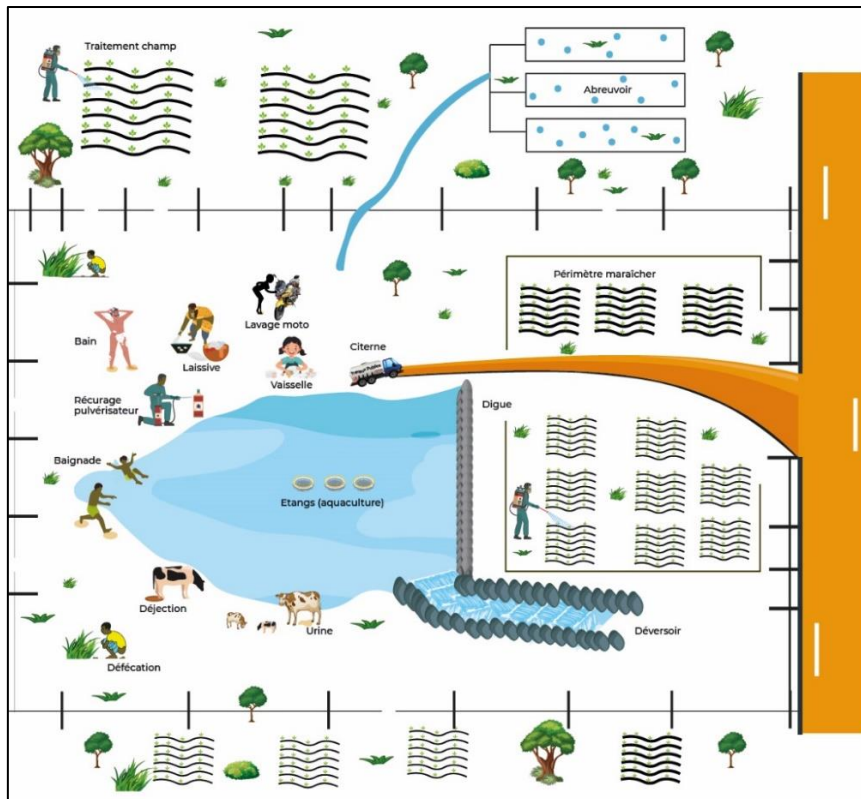 Traitement champ
Abreuvoir
Périmètre maraîcher
Lavage moto
Bain
Laissive
Citerne
Vaisselle
Récurage
pulvérisateur
Digue
Baignade
Etangs (aquaculture)
Déjection
Urine
Déversoir
Défécation